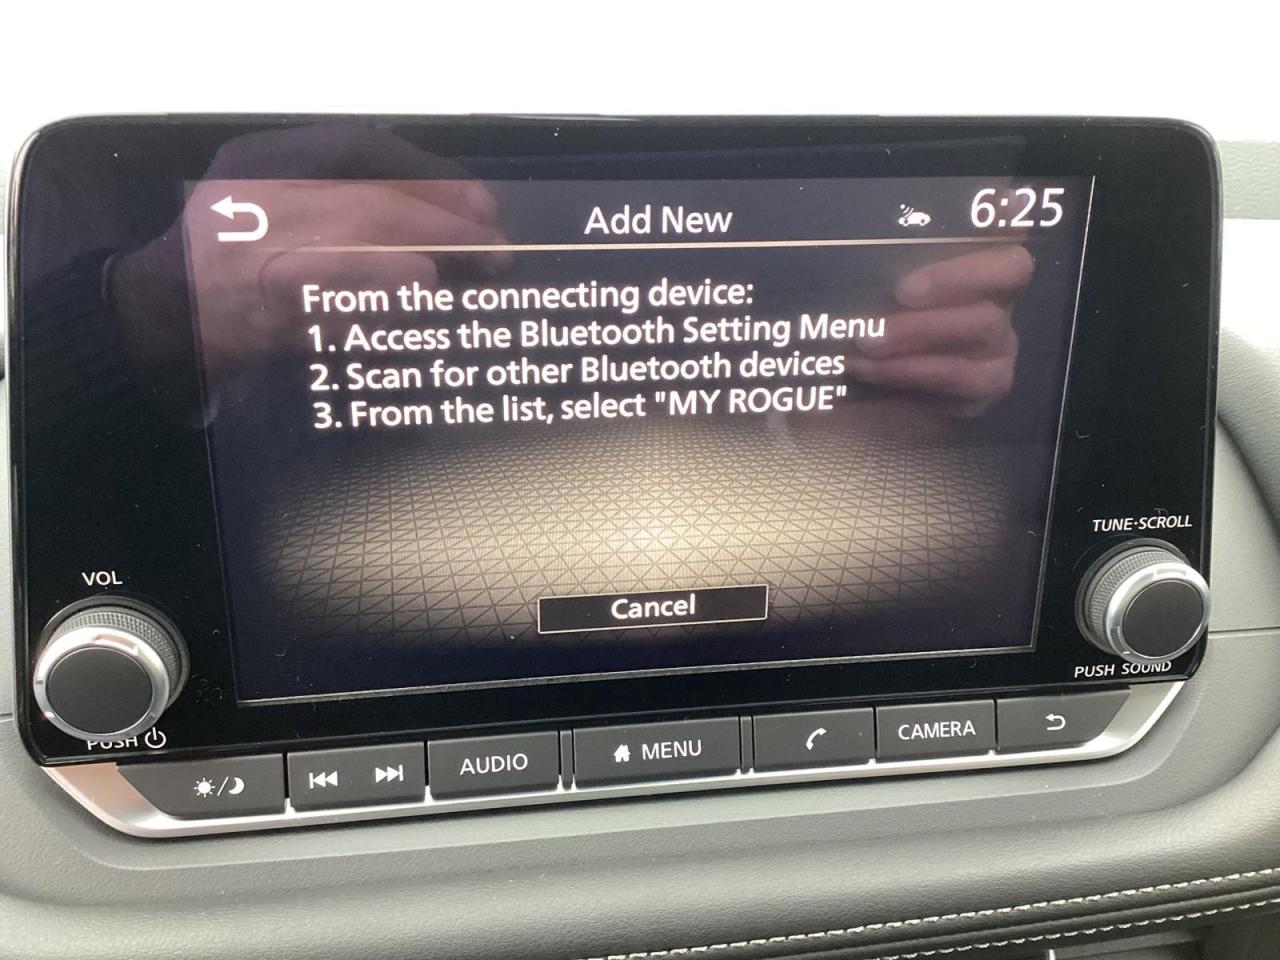 Add New 6:25
From the connecting device:
1. Access the Bluetooth Setting Menu
2. Scan for other Bluetooth devices
3. From the list, select "MY ROGUE"
Cancel
VOL
PUSH
TUNE·SCROLL
PUSH SOUND
AUDIO
MENU
CAMERA